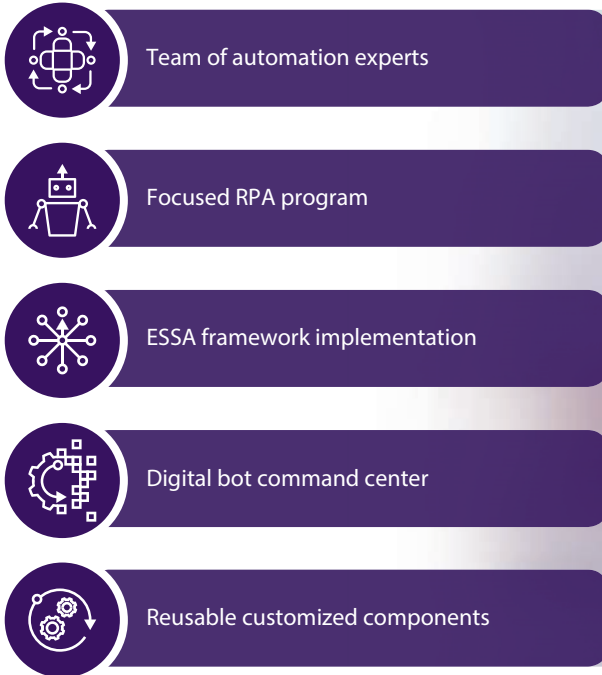 Team of automation experts
Focused RPA program
ESSA framework implementation
Digital bot command center
Reusable customized components